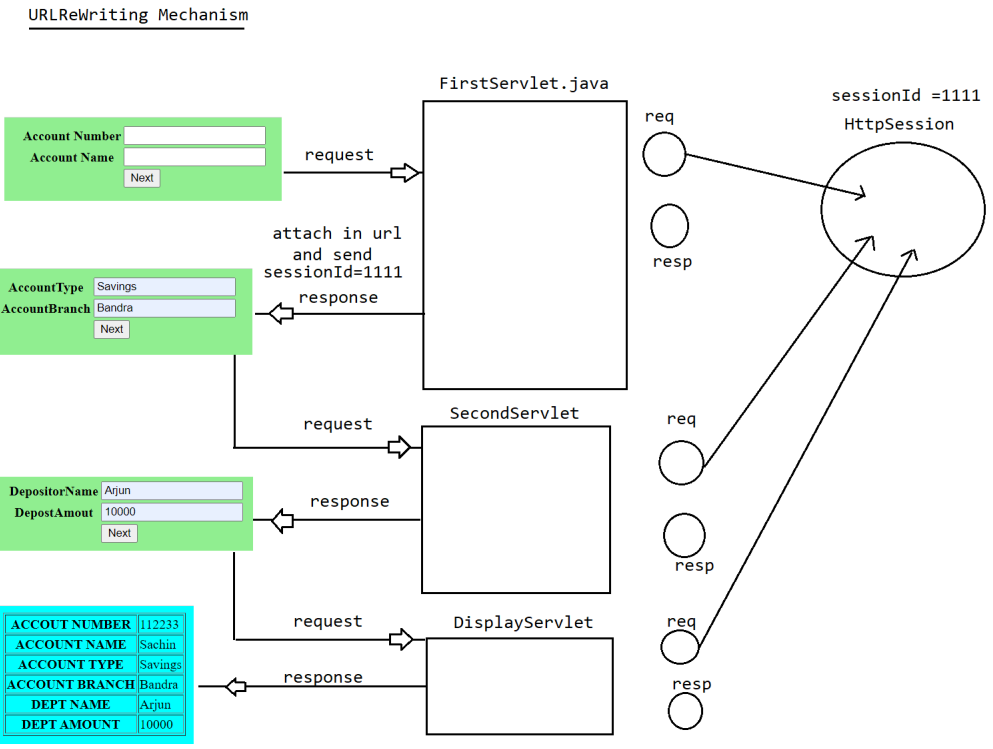 URLReWriting Mechanism
FirstServlet.java
sessionId =1111
HttpSession
req
resp
Account Number
Account Name
Next
request
attach in url
and send
sessionId=1111
response
AccountType Savings
AccountBranch Bandra
Next
request
SecondServlet
req
resp
DepositorName Arjun
DepostAmout 10000
Next
response
request
DisplayServlet
req
resp
response
ACCOUT NUMBER 112233
ACCOUNT NAME Sachin
ACCOUNT TYPE Savings
ACCOUNT BRANCH Bandra
DEPT NAME Arjun
DEPT AMOUNT 10000